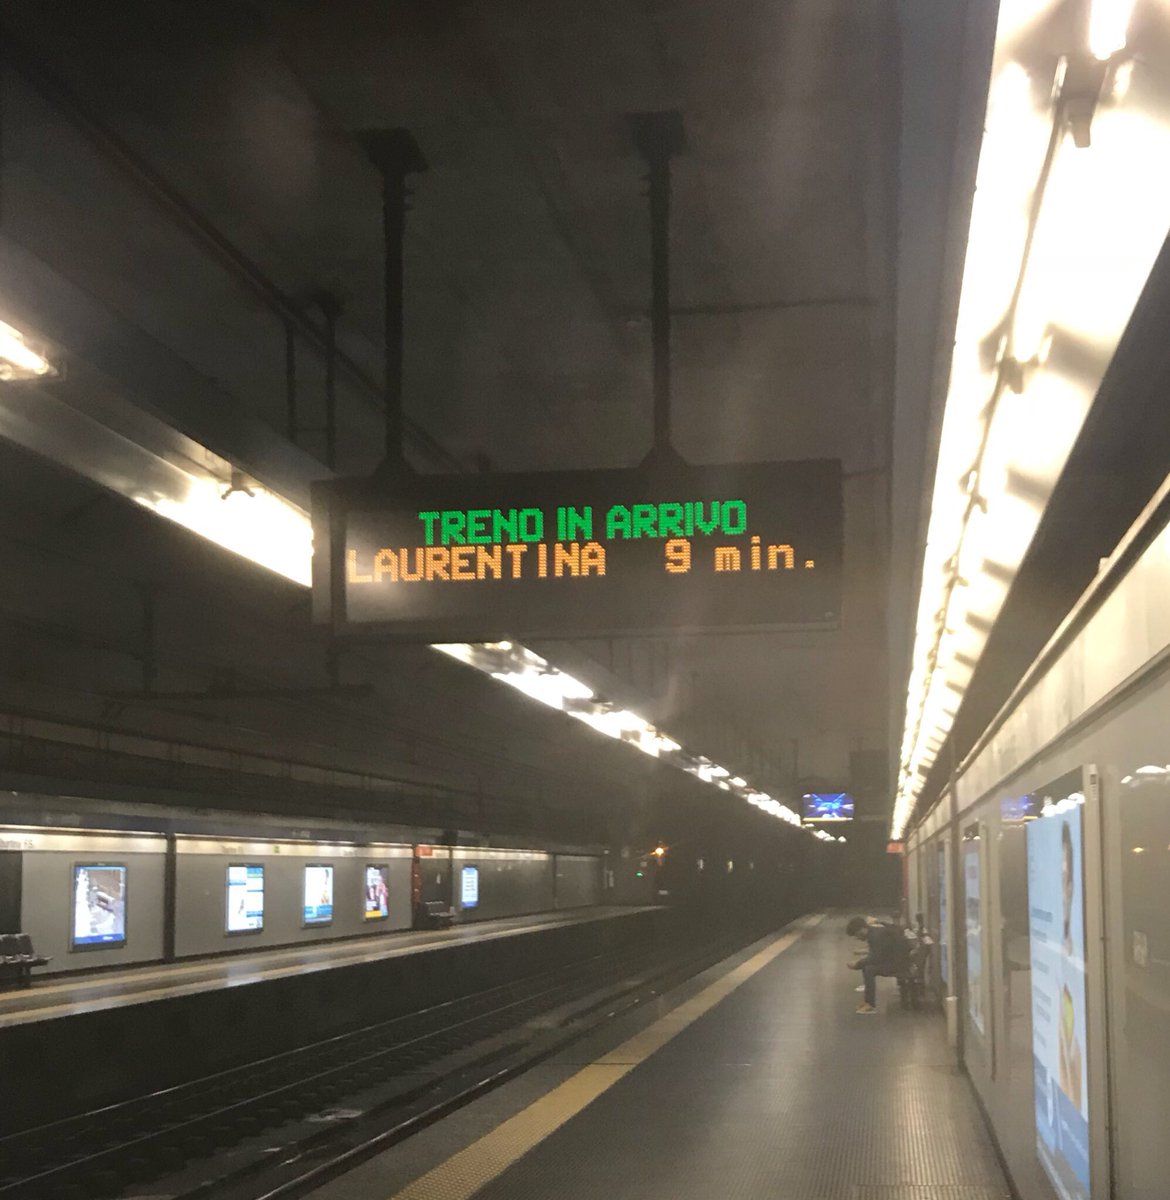 TRENO IN ARRIVO
LAURENTINA 9 min.